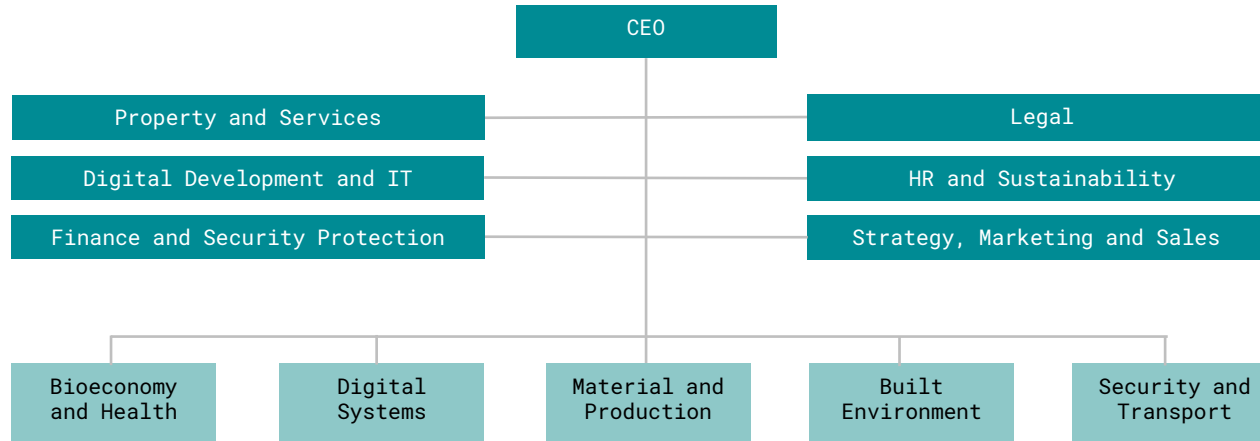 CEO
Property and Services
Legal
Digital Development and IT
HR and Sustainability
Finance and Security Protection
Strategy, Marketing and Sales
Bioeconomy
and Health
Digital
Systems
Material and
Production
Built
Environment
Security and
Transport